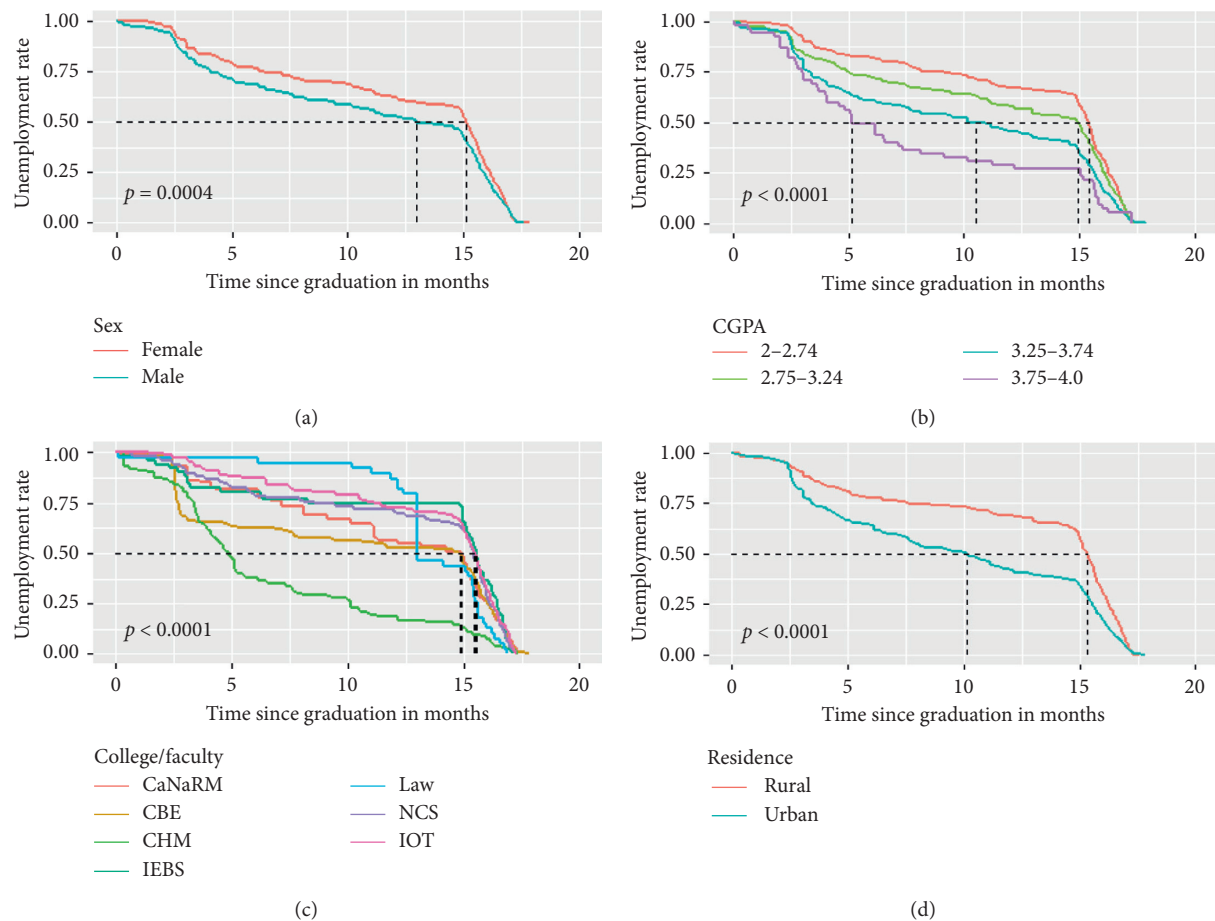 1.00
0.75
0.50
0.25
0.00
Unemployment rate
p = 0.0004
0 5 10 15 20
Time since graduation in months
Sex
Female
Male
(a)
1.00
0.75
0.50
0.25
0.00
Unemployment rate
p < 0.0001
0 5 10 15 20
Time since graduation in months
CGPA
2–2.74
2.75–3.24
3.25–3.74
3.75–4.0
(b)
1.00
0.75
0.50
0.25
0.00
Unemployment rate
p < 0.0001
0 5 10 15 20
Time since graduation in months
College/faculty
CaNaRM
CBE
CHM
IEBS
Law
NCS
IOT
(c)
1.00
0.75
0.50
0.25
0.00
Unemployment rate
p < 0.0001
0 5 10 15 20
Time since graduation in months
Residence
Rural
Urban
(d)